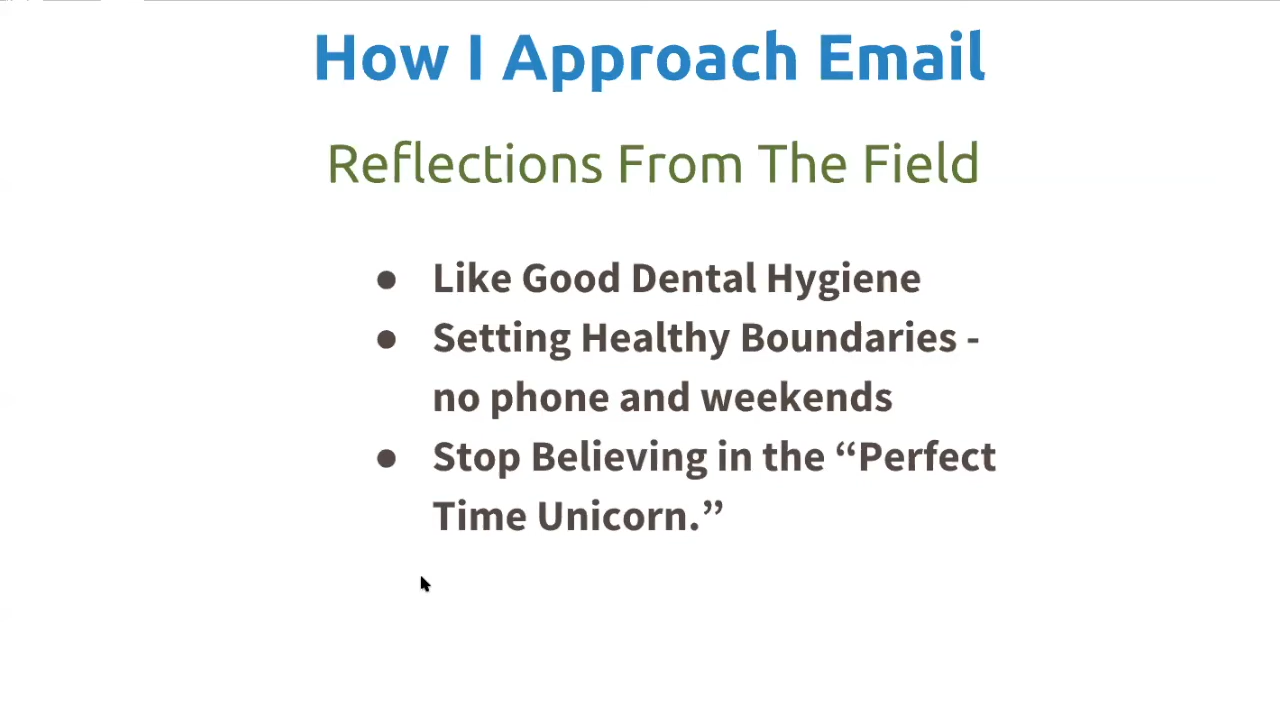 How I Approach Email
Reflections From The Field
● Like Good Dental Hygiene
● Setting Healthy Boundaries -
no phone and weekends
● Stop Believing in the “Perfect
Time Unicorn.”